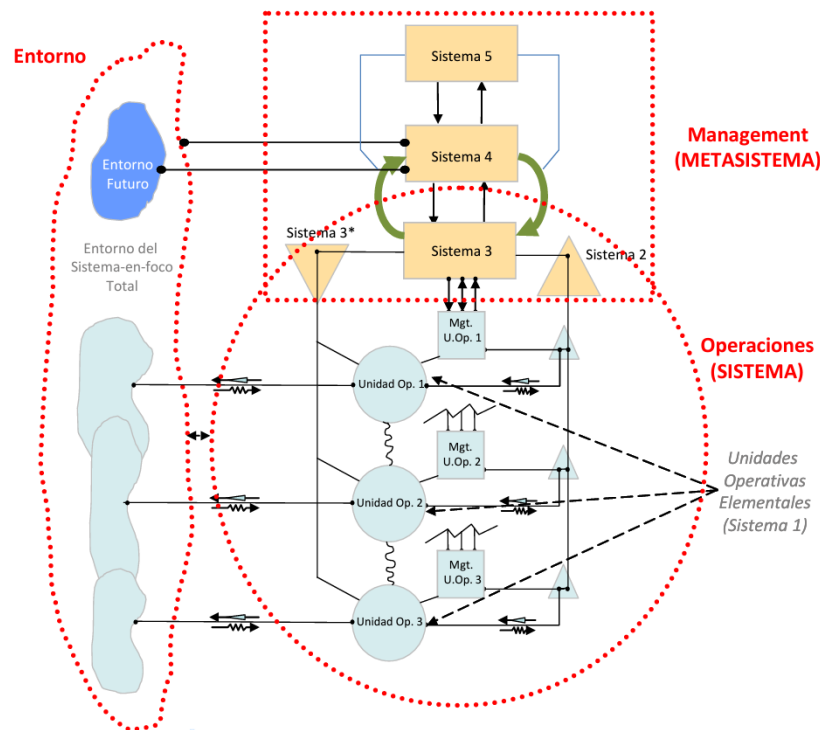 Entorno
Sistema 5
Management
(METASISTEMA)
Entorno
Futuro
Sistema 4
Entorno del
Sistema-en-foco
Total
Sistema 3*
Sistema 3
Sistema 2
Mgt.
U.Op. 1
Operaciones
(SISTEMA)
Unidad Op. 1
Mgt.
U.Op. 2
Unidad Op. 2
Unidades
Operativas
Elementales
(Sistema 1)
Mgt.
U.Op. 3
Unidad Op. 3